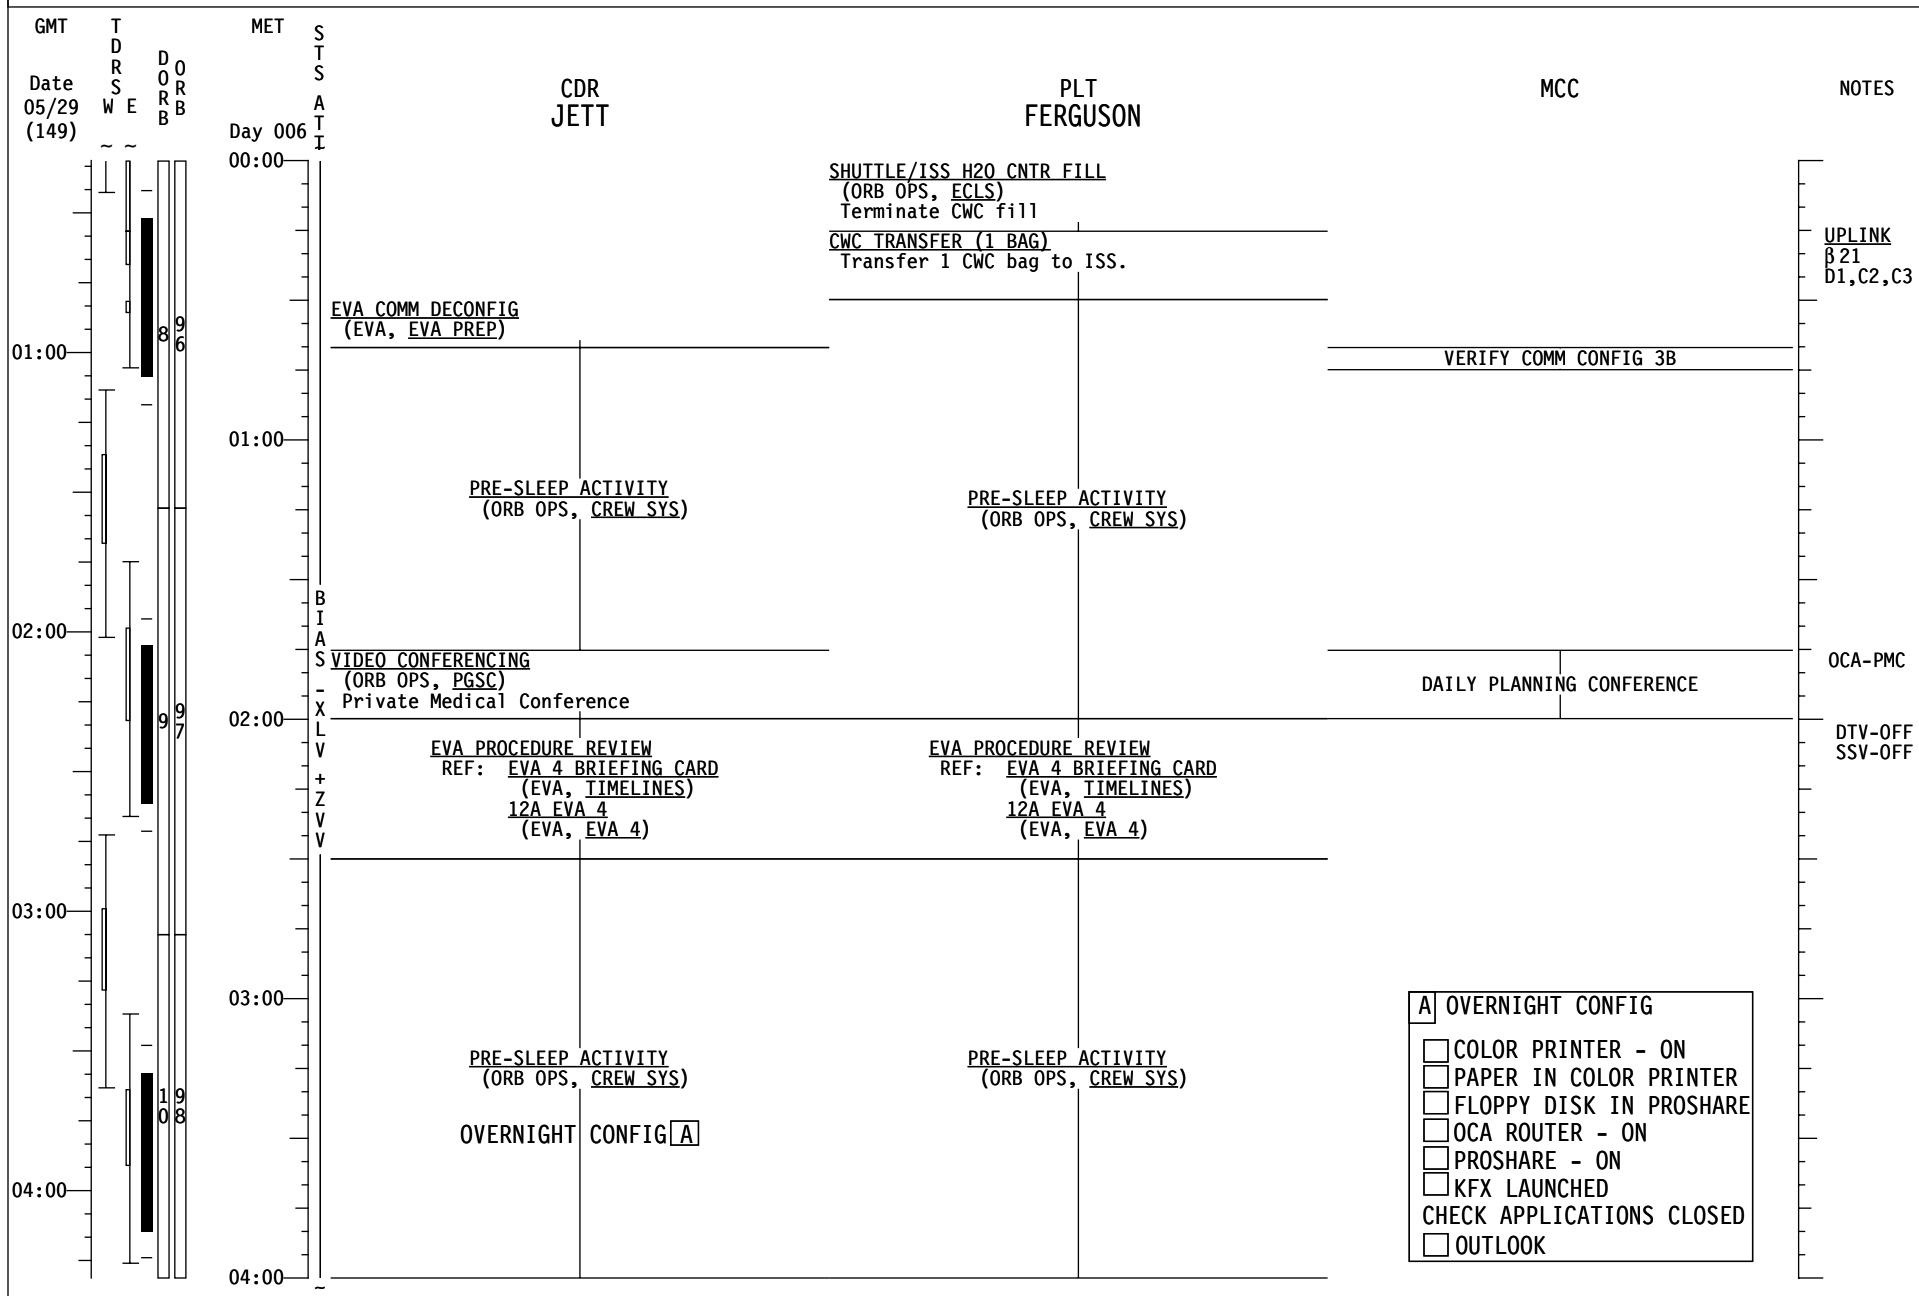 GMT
TDRS
W E
DORB
ORB
MET
STS ATT
Date
05/29
(149)
Day 006
CDR
JETT
PLT
FERGUSON
MCC
NOTES
~ ~ ~
00:00
SHUTTLE/ISS H2O CNTR FILL
(ORB OPS, ECLS)
Terminate CWC fill
CWC TRANSFER (1 BAG)
Transfer 1 CWC bag to ISS.
UPLINK
β21
D1,C2,C3
EVA COMM DECONFIG
(EVA, EVA PREP)
8
96
01:00
VERIFY COMM CONFIG 3B
01:00
PRE-SLEEP ACTIVITY
(ORB OPS, CREW SYS)
PRE-SLEEP ACTIVITY
(ORB OPS, CREW SYS)
BIAS -XLV +ZVV
02:00
VIDEO CONFERENCING
(ORB OPS, PGSC)
Private Medical Conference
DAILY PLANNING CONFERENCE
OCA-PMC
9
97
02:00
DTV-OFF
SSV-OFF
EVA PROCEDURE REVIEW
REF: EVA 4 BRIEFING CARD
(EVA, TIMELINES)
12A EVA 4
(EVA, EVA 4)
EVA PROCEDURE REVIEW
REF: EVA 4 BRIEFING CARD
(EVA, TIMELINES)
12A EVA 4
(EVA, EVA 4)
03:00
03:00
PRE-SLEEP ACTIVITY
(ORB OPS, CREW SYS)
OVERNIGHT CONFIG A
PRE-SLEEP ACTIVITY
(ORB OPS, CREW SYS)
10
98
A OVERNIGHT CONFIG
COLOR PRINTER - ON
PAPER IN COLOR PRINTER
FLOPPY DISK IN PROSHARE
OCA ROUTER - ON
PROSHARE - ON
KFX LAUNCHED
CHECK APPLICATIONS CLOSED
OUTLOOK
04:00
04:00
~